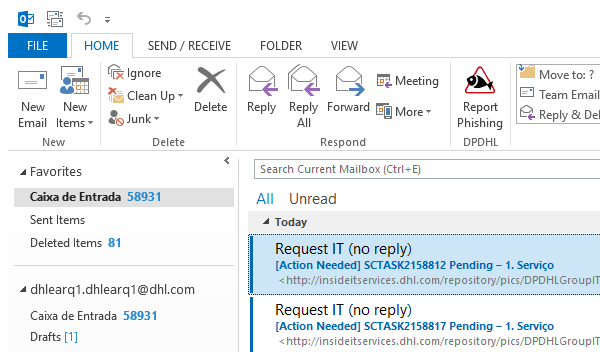 FILE HOME SEND / RECEIVE FOLDER VIEW
New Email
New Items
New
Ignore
Clean Up
Junk
Delete
Delete
Reply
Reply All
Forward
Meeting
More
Respond
Report Phishing
DPDHL
Move to: ?
Team Email
Reply & Del
Favorites
Caixa de Entrada 58931
Sent Items
Deleted Items 81
dhlearq1.dhlearq1@dhl.com
Caixa de Entrada 58931
Drafts [1]
Search Current Mailbox (Ctrl+E)
All Unread
Today
Request IT (no reply)
[Action Needed] SCTASK2158812 Pending – 1. Serviço
<http://insideitservices.dhl.com/repository/pics/DPDHLGroupIT
Request IT (no reply)
[Action Needed] SCTASK2158817 Pending – 1. Serviço
<http://insideitservices.dhl.com/repository/pics/DPDHLGroupIT